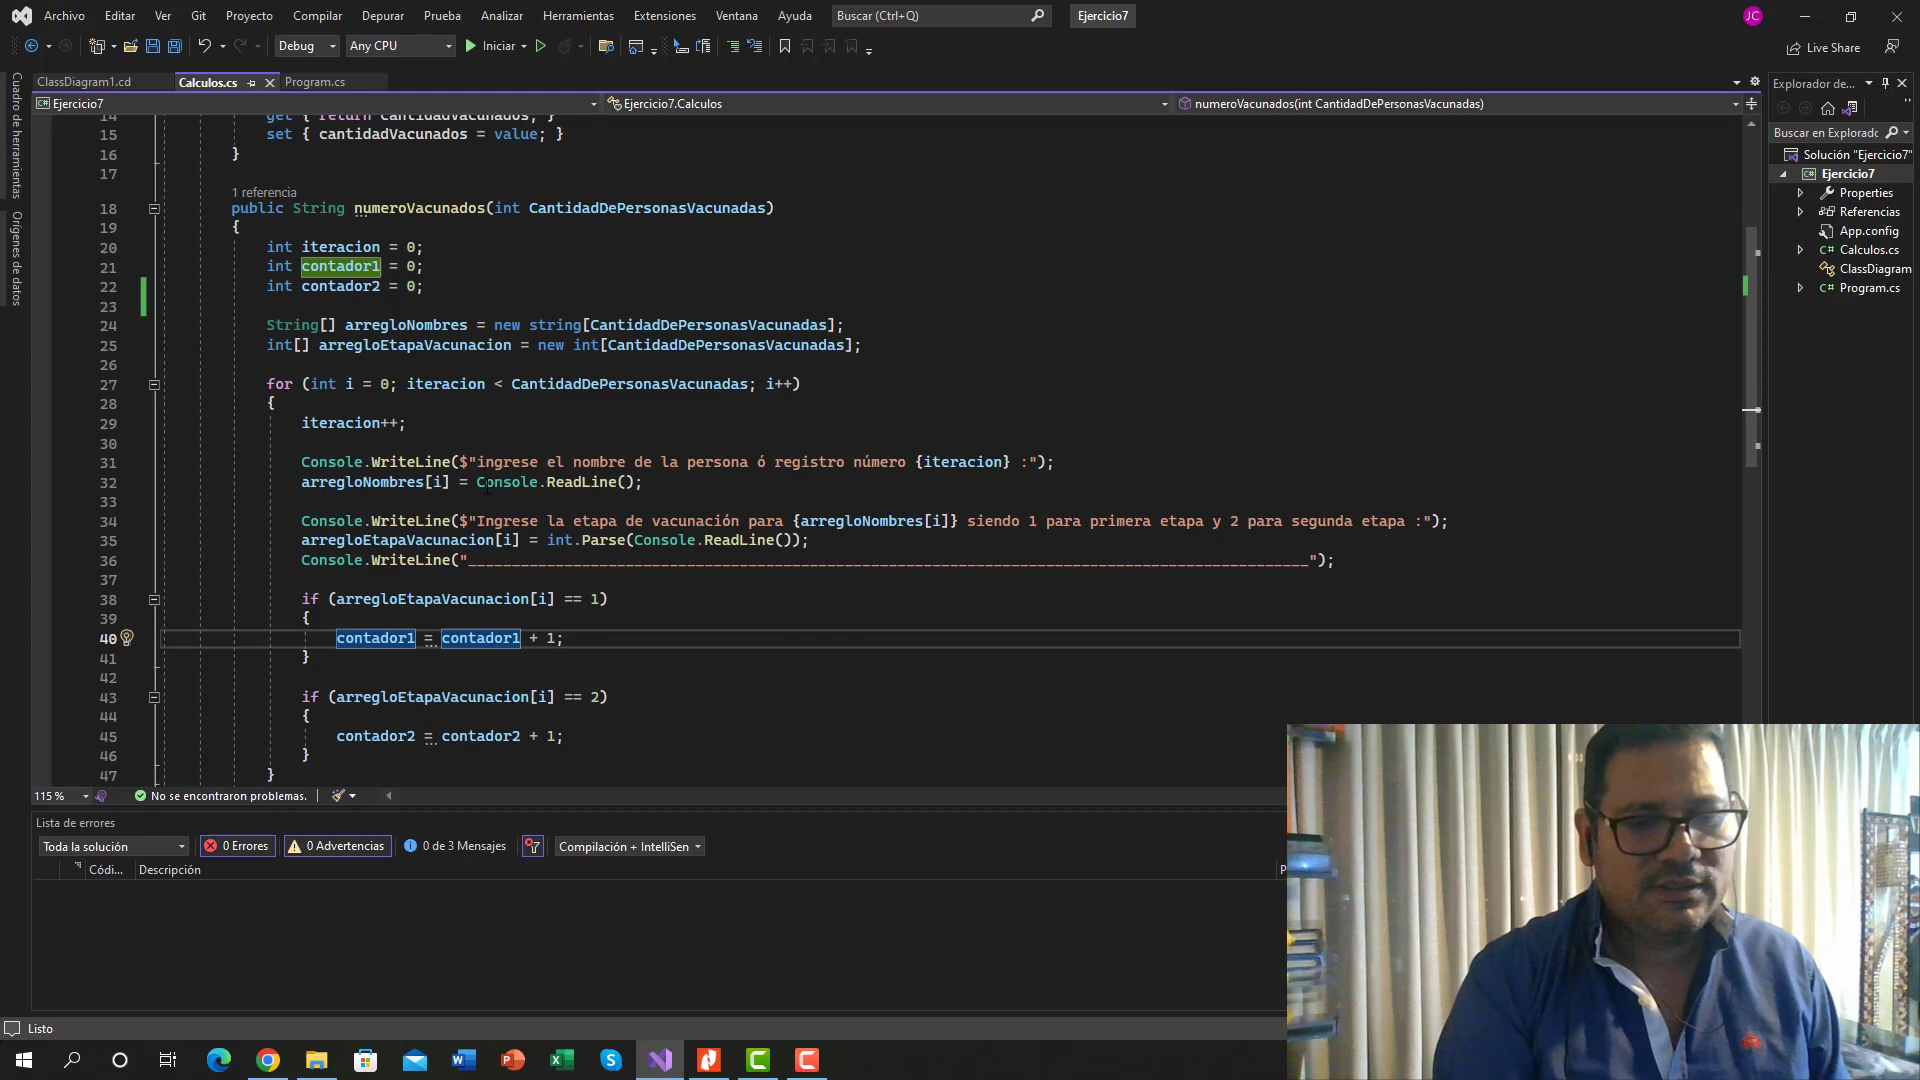 Archivo Editar Ver Git Proyecto Compilar Depurar Prueba Analizar Herramientas Extensiones Ventana Ayuda Buscar (Ctrl+Q) Ejercicio7 JC
Debug Any CPU Iniciar Live Share
ClassDiagram1.cd Calculos.cs Program.cs
Ejercicio7 Ejercicio7.Calculos numeroVacunados(int CantidadDePersonasVacunadas)
Cuadro de herramientas
Orígenes de datos
14 get { return cantidadVacunados; }
15 set { cantidadVacunados = value; }
16 }
17
1 referencia
18 public String numeroVacunados(int CantidadDePersonasVacunadas)
19 {
20 int iteracion = 0;
21 int contador1 = 0;
22 int contador2 = 0;
23
24 String[] arregloNombres = new string[CantidadDePersonasVacunadas];
25 int[] arregloEtapaVacunacion = new int[CantidadDePersonasVacunadas];
26
27 for (int i = 0; iteracion < CantidadDePersonasVacunadas; i++)
28 {
29 iteracion++;
30
31 Console.WriteLine($"ingrese el nombre de la persona ó registro número {iteracion} :");
32 arregloNombres[i] = Console.ReadLine();
33
34 Console.WriteLine($"Ingrese la etapa de vacunación para {arregloNombres[i]} siendo 1 para primera etapa y 2 para segunda etapa :");
35 arregloEtapaVacunacion[i] = int.Parse(Console.ReadLine());
36 Console.WriteLine("________________________________________________________________________________________________");
37
38 if (arregloEtapaVacunacion[i] == 1)
39 {
40 contador1 = contador1 + 1;
41 }
42
43 if (arregloEtapaVacunacion[i] == 2)
44 {
45 contador2 = contador2 + 1;
46 }
47 }
115 % No se encontraron problemas.
Lista de errores
Toda la solución 0 Errores 0 Advertencias 0 de 3 Mensajes Compilación + IntelliSen
Códi... Descripción P
Listo
Explorador de...
Buscar en Explorado
Solución "Ejercicio7"
Ejercicio7
Properties
Referencias
App.config
Calculos.cs
ClassDiagram
Program.cs